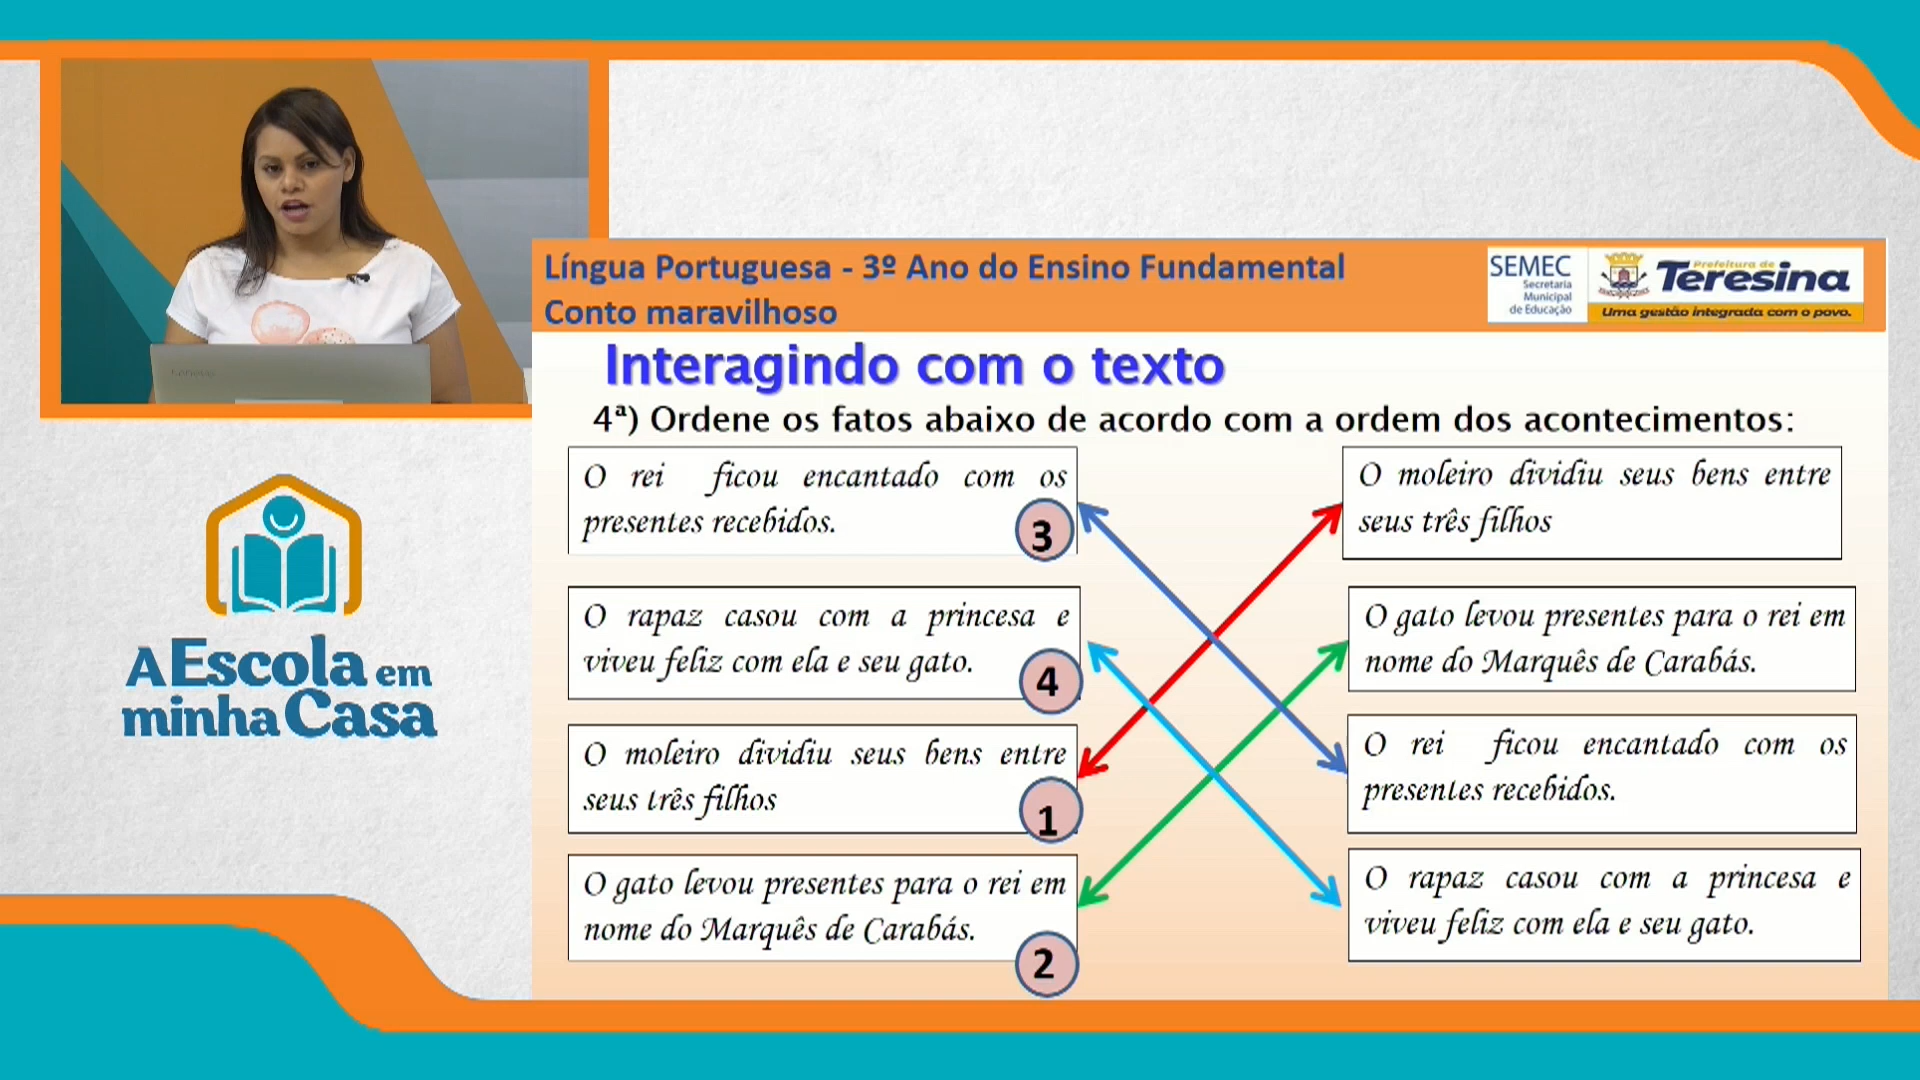 Língua Portuguesa - 3º Ano do Ensino Fundamental
Conto maravilhoso
SEMEC
Secretaria
Municipal
de Educação
Prefeitura de
Teresina
Uma gestão integrada com o povo.
Interagindo com o texto
4ª) Ordene os fatos abaixo de acordo com a ordem dos acontecimentos:
O rei ficou encantado com os
presentes recebidos.
3
O rapaz casou com a princesa e
viveu feliz com ela e seu gato.
4
O moleiro dividiu seus bens entre
seus três filhos
1
O gato levou presentes para o rei em
nome do Marquês de Carabás.
2
O moleiro dividiu seus bens entre
seus três filhos
O gato levou presentes para o rei em
nome do Marquês de Carabás.
O rei ficou encantado com os
presentes recebidos.
O rapaz casou com a princesa e
viveu feliz com ela e seu gato.
A Escola em
minha Casa
Lenovo